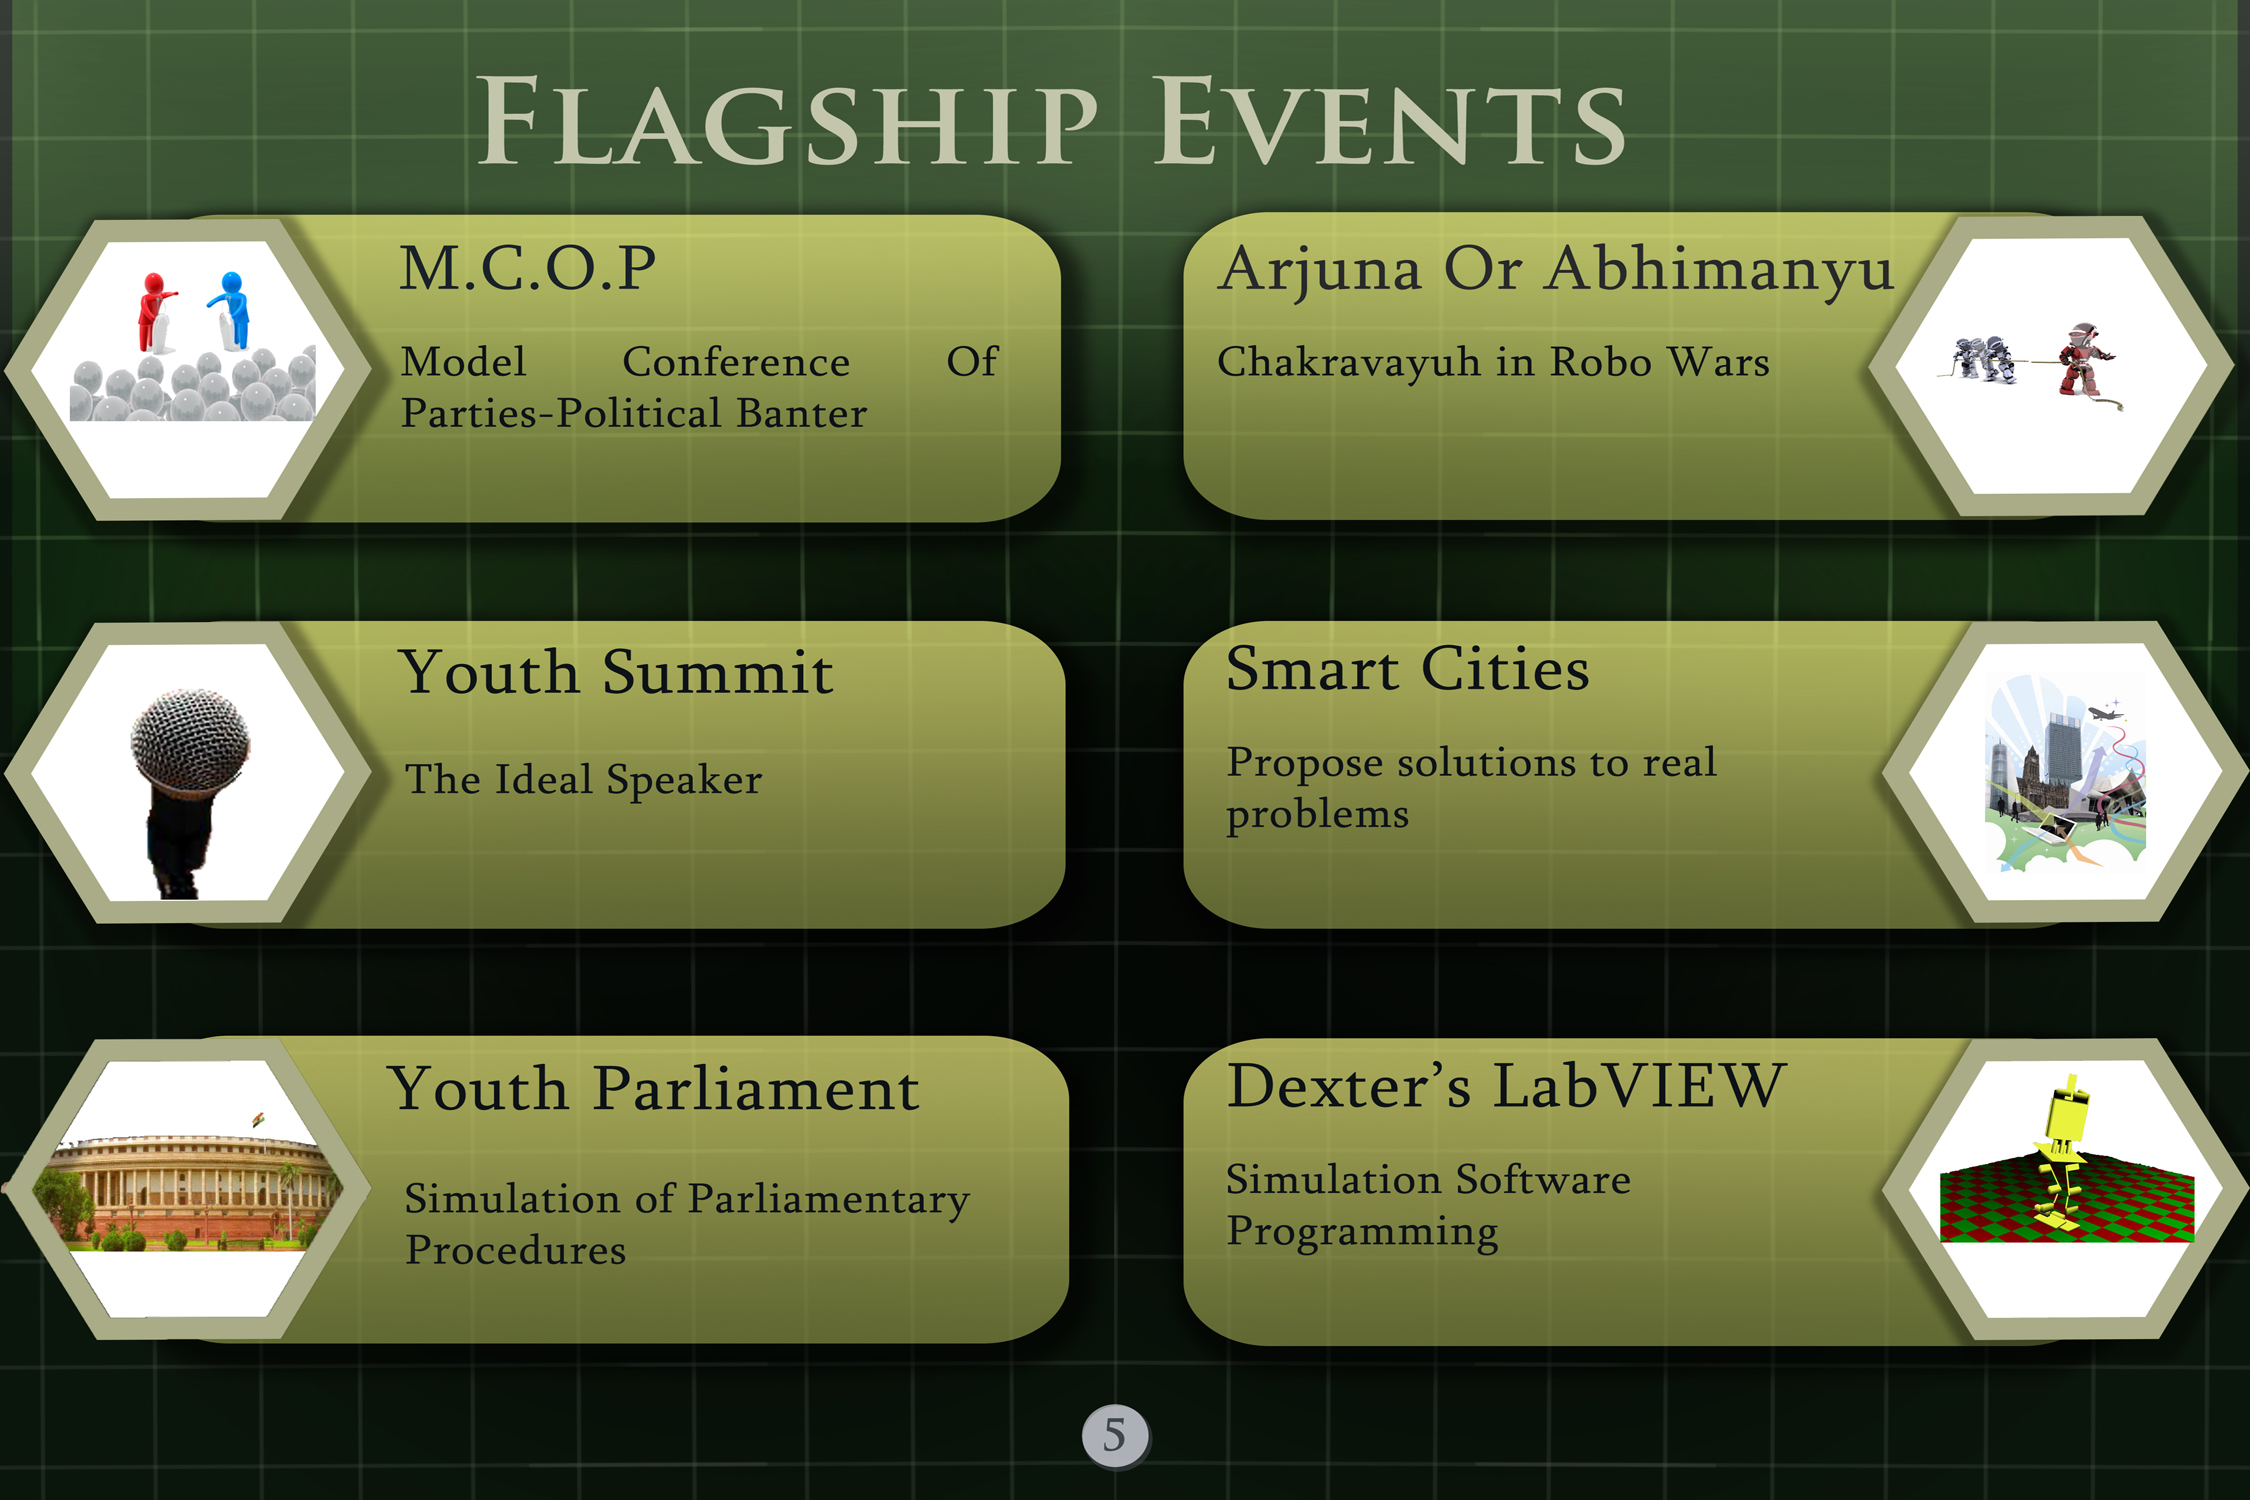 Flagship Events
M.C.O.P
Model Conference Of
Parties-Political Banter
Arjuna Or Abhimanyu
Chakravayuh in Robo Wars
Youth Summit
The Ideal Speaker
Smart Cities
Propose solutions to real
problems
Youth Parliament
Simulation of Parliamentary
Procedures
Dexter’s LabVIEW
Simulation Software
Programming
5